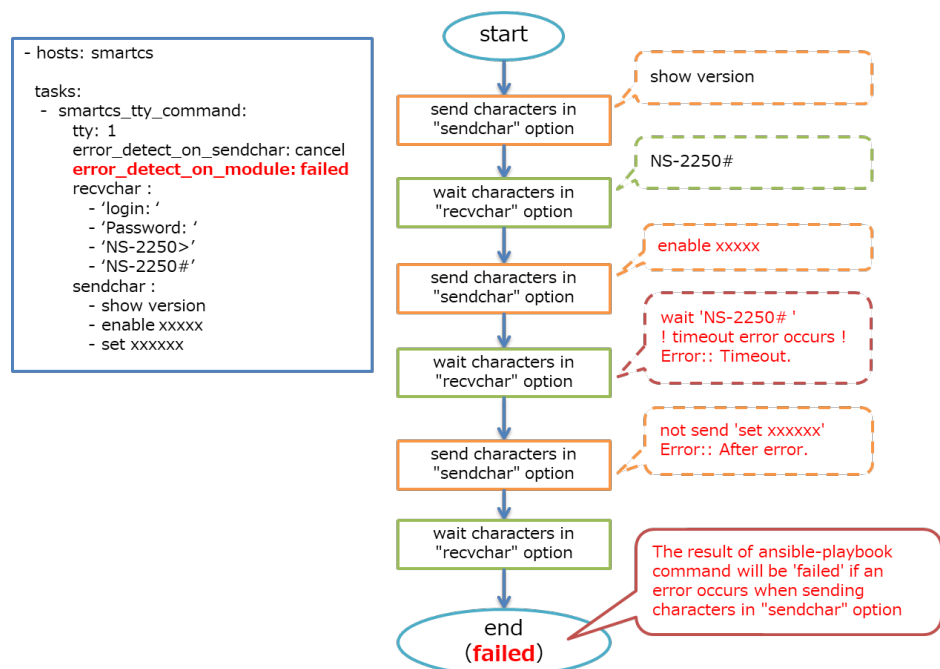 - hosts: smartcs
tasks:
- smartcs_tty_command:
tty: 1
error_detect_on_sendchar: cancel
error_detect_on_module: failed
recvchar :
- ‘login: ‘
- ‘Password: ‘
- ‘NS-2250>’
- ‘NS-2250#’
sendchar :
- show version
- enable xxxxx
- set xxxxxx
start
send characters in
"sendchar" option
show version
wait characters in
"recvchar" option
NS-2250#
send characters in
"sendchar" option
enable xxxxx
wait characters in
"recvchar" option
wait 'NS-2250# '
! timeout error occurs !
Error:: Timeout.
send characters in
"sendchar" option
not send 'set xxxxxx'
Error:: After error.
wait characters in
"recvchar" option
The result of ansible-playbook
command will be 'failed' if an
error occurs when sending
characters in "sendchar" option
end
(failed)